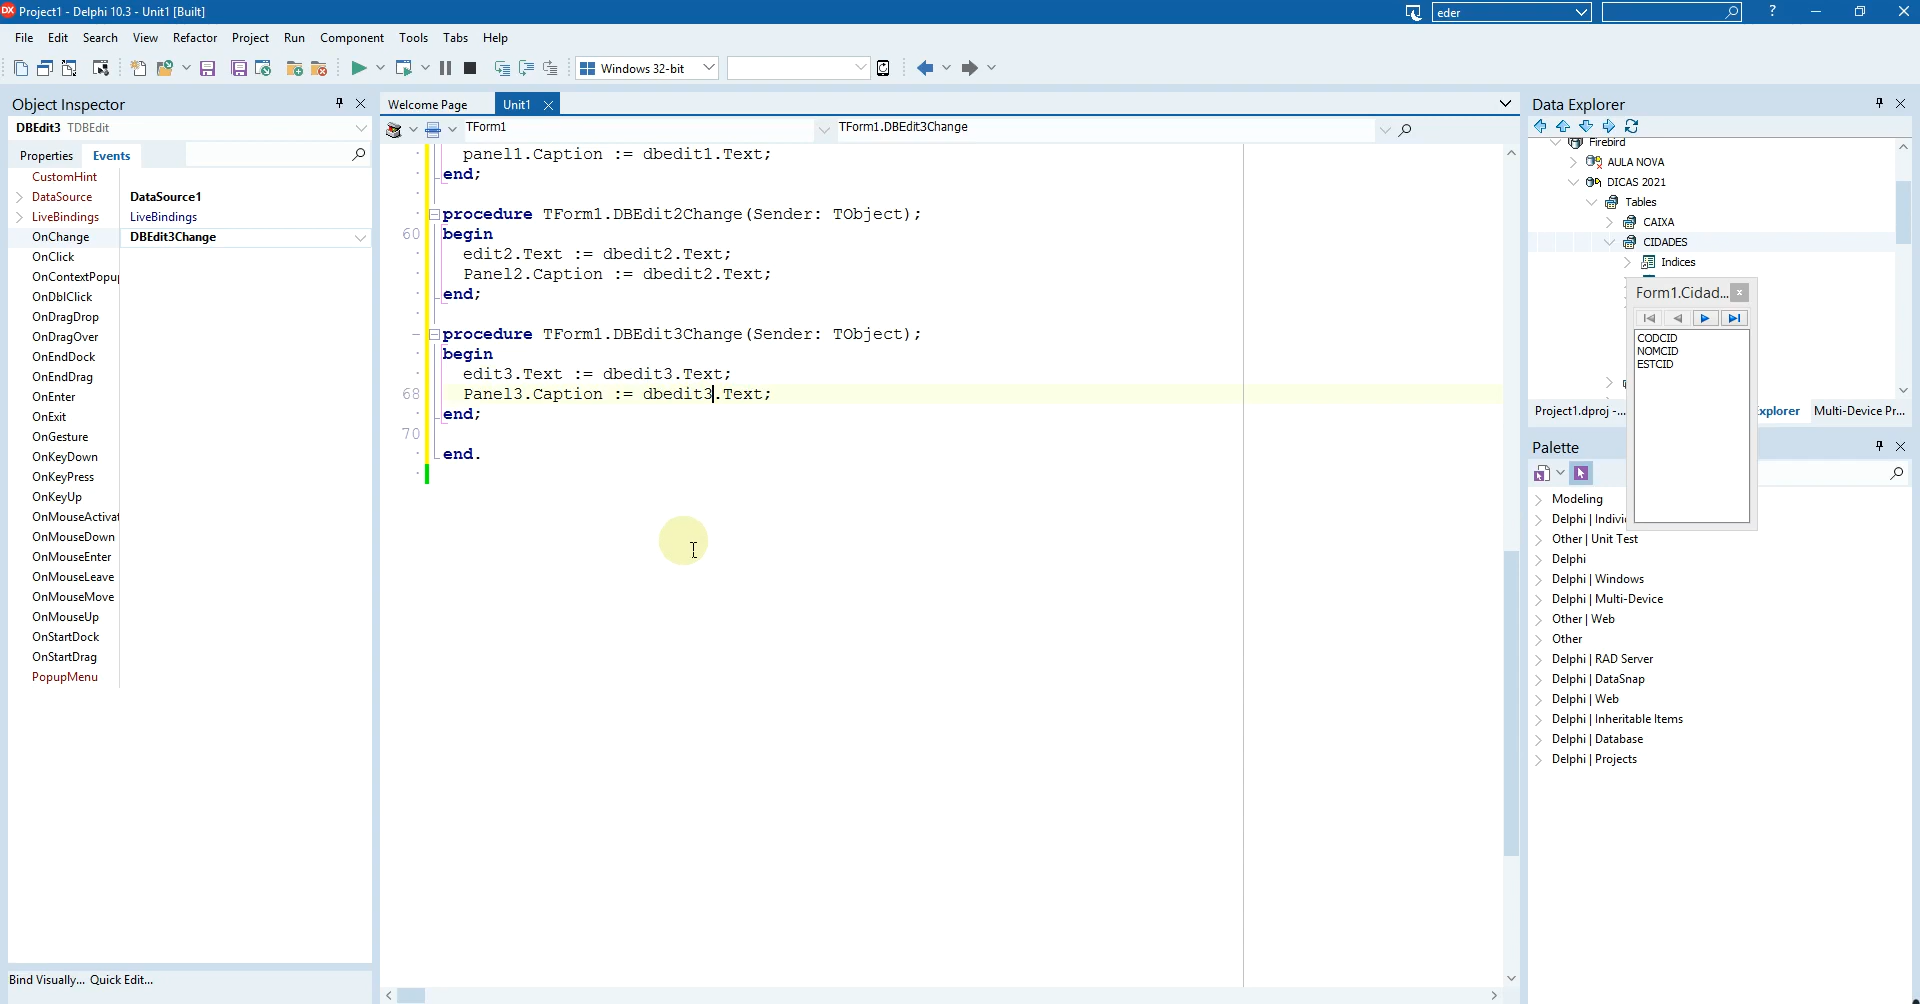 DX Project1 - Delphi 10.3 - Unit1 [Built]
eder
?
File Edit Search View Refactor Project Run Component Tools Tabs Help
Windows 32-bit
Object Inspector
DBEdit3 TDBEdit
Properties Events
CustomHint
DataSource DataSource1
LiveBindings LiveBindings
OnChange DBEdit3Change
OnClick
OnContextPopu
OnDblClick
OnDragDrop
OnDragOver
OnEndDock
OnEndDrag
OnEnter
OnExit
OnGesture
OnKeyDown
OnKeyPress
OnKeyUp
OnMouseActivat
OnMouseDown
OnMouseEnter
OnMouseLeave
OnMouseMove
OnMouseUp
OnStartDock
OnStartDrag
PopupMenu
Bind Visually... Quick Edit...
Welcome Page Unit1
TForm1 TForm1.DBEdit3Change
panel1.Caption := dbedit1.Text;
end;
procedure TForm1.DBEdit2Change(Sender: TObject);
60 begin
edit2.Text := dbedit2.Text;
Panel2.Caption := dbedit2.Text;
end;
procedure TForm1.DBEdit3Change(Sender: TObject);
begin
edit3.Text := dbedit3.Text;
68 Panel3.Caption := dbedit3.Text;
end;
70
end.
Data Explorer
Firebird
AULA NOVA
DICAS 2021
Tables
CAIXA
CIDADES
Indices
Form1.Cidad...
CODCID
NOMCID
ESTCID
Project1.dproj -... xplorer Multi-Device Pr...
Palette
Modeling
Delphi | Indivi
Other | Unit Test
Delphi
Delphi | Windows
Delphi | Multi-Device
Other | Web
Other
Delphi | RAD Server
Delphi | DataSnap
Delphi | Web
Delphi | Inheritable Items
Delphi | Database
Delphi | Projects